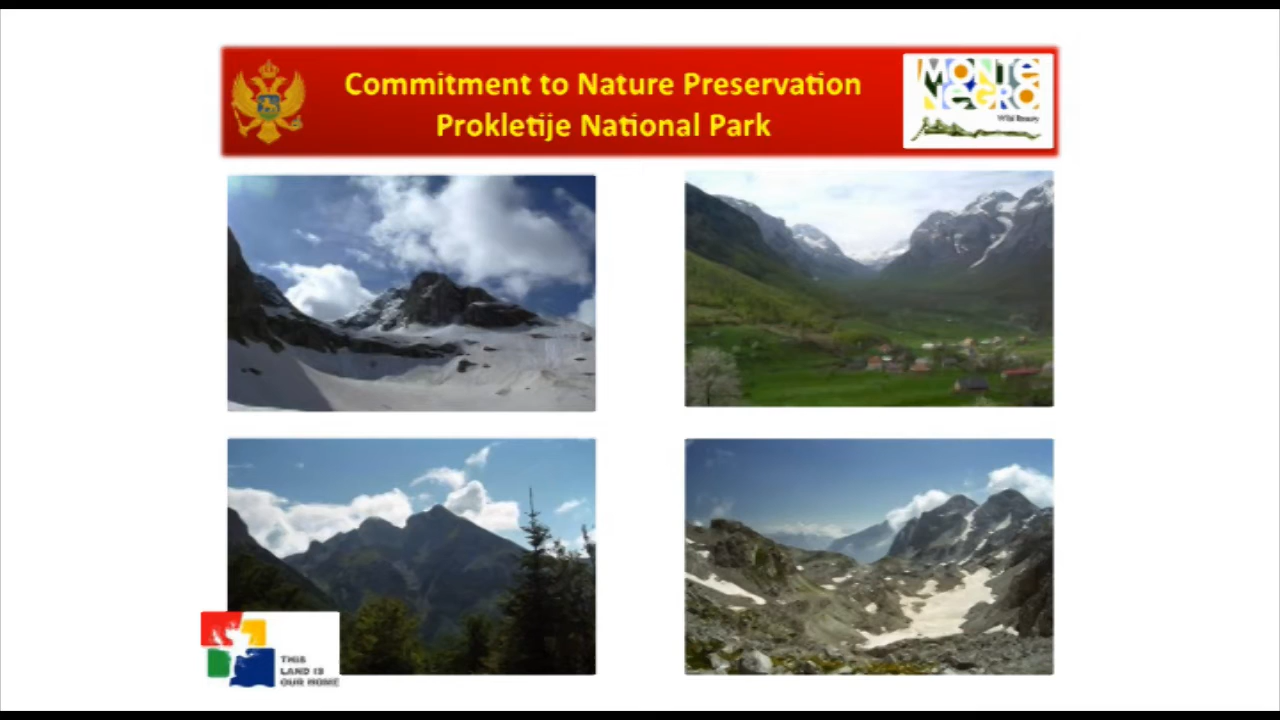 Commitment to Nature Preservation
Prokletije National Park
MONTE
NEGRO
Wild Beauty
THIS
LAND IS
OUR HOME